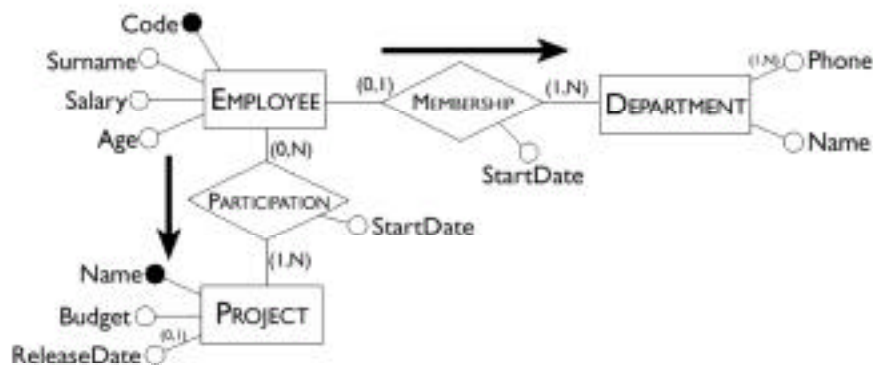 Code
Surname
Salary
Age
EMPLOYEE
(0,1)
MEMBERSHIP
(1,N)
DEPARTMENT
(1,N)
Phone
Name
StartDate
(0,N)
PARTICIPATION
StartDate
(1,N)
Name
Budget
PROJECT
(0,1)
ReleaseDate